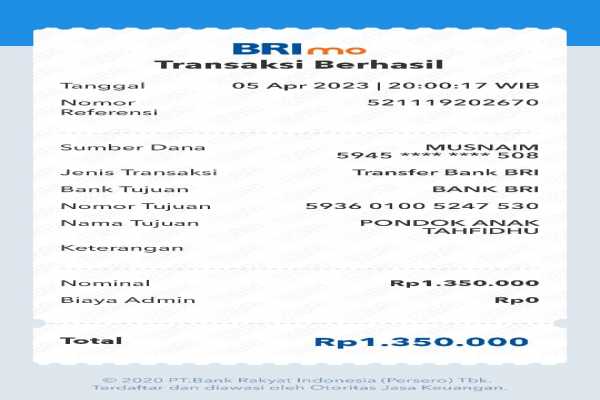 BRImo
Transaksi Berhasil
Tanggal 05 Apr 2023 | 20:00:17 WIB
Nomor 521119202670
Referensi
Sumber Dana MUSNAIM
5945 **** **** 508
Jenis Transaksi Transfer Bank BRI
Bank Tujuan BANK BRI
Nomor Tujuan 5936 0100 5247 530
Nama Tujuan PONDOK ANAK
TAHFIDHU
Keterangan
Nominal Rp1.350.000
Biaya Admin Rp0
Total Rp1.350.000
© 2020 PT.Bank Rakyat Indonesia (Persero) Tbk.
Terdaftar dan diawasi oleh Otoritas Jasa Keuangan.